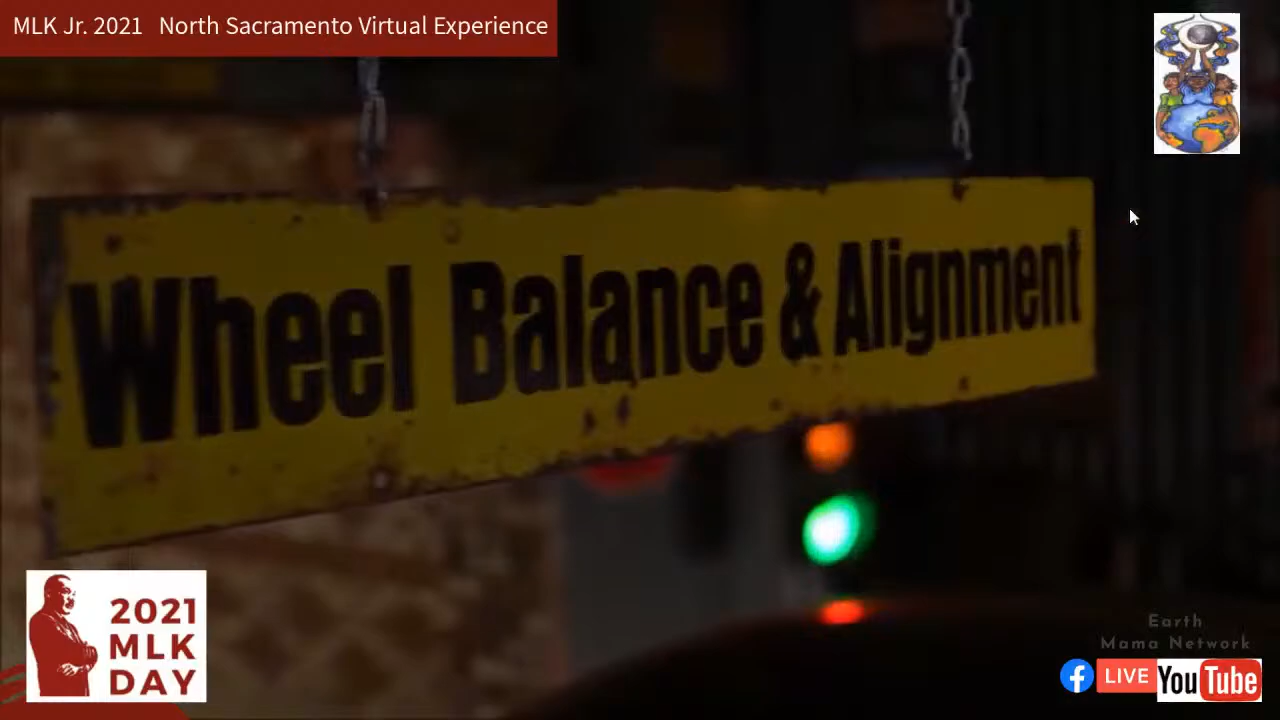 MLK Jr. 2021 North Sacramento Virtual Experience
Wheel Balance & Alignment
2021
MLK
DAY
Earth
Mama Network
LIVE YouTube